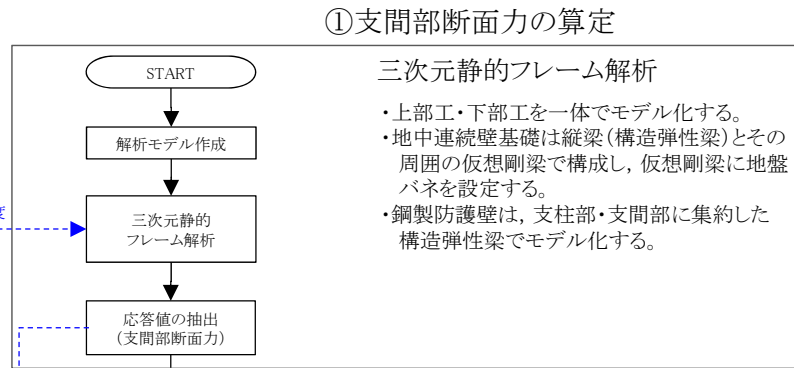 ①支間部断面力の算定
START
解析モデル作成
三次元静的
フレーム解析
応答値の抽出
(支間部断面力)
度
三次元静的フレーム解析
・上部工・下部工を一体でモデル化する。
・地中連続壁基礎は縦梁(構造弾性梁)とその
周囲の仮想剛梁で構成し,仮想剛梁に地盤
バネを設定する。
・鋼製防護壁は,支柱部・支間部に集約した
構造弾性梁でモデル化する。